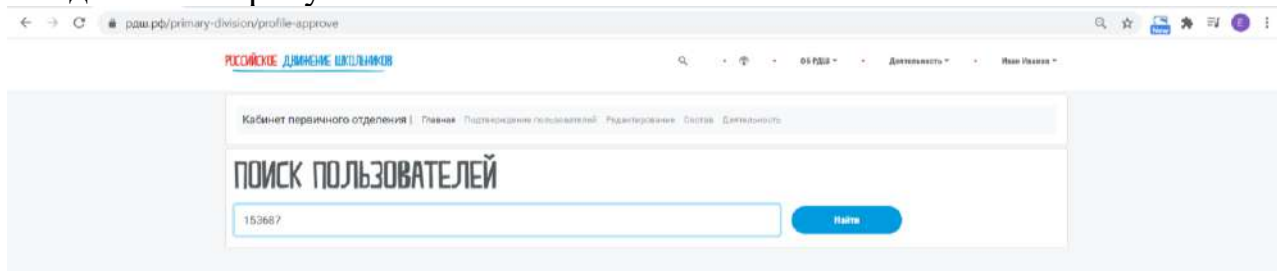 рдш.рф/primary-division/profile-approve
New
E
РОССИЙСКОЕ ДВИЖЕНИЕ ШКОЛЬНИКОВ
ОБ РДШ Деятельность Иван Иванов
Кабинет первичного отделения | Главная Подтверждение пользователей Редактирование Состав Деятельность
ПОИСК ПОЛЬЗОВАТЕЛЕЙ
153687
Найти